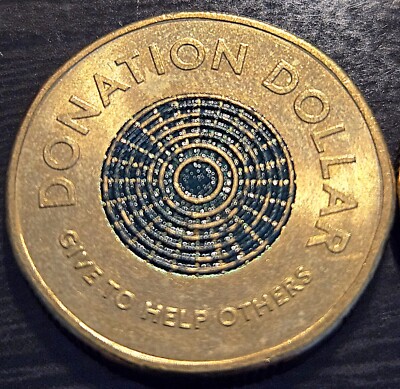 DONATION DOLLAR
GIVE TO HELP OTHERS